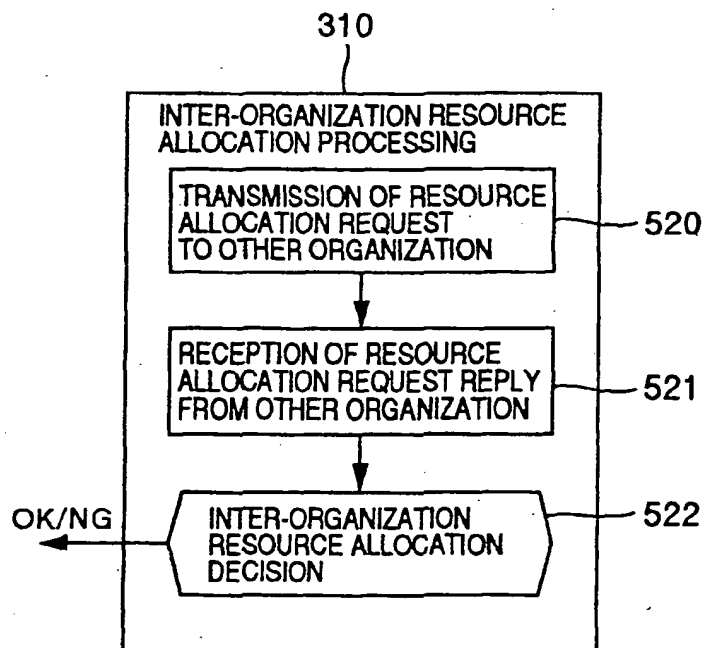 310
INTER-ORGANIZATION RESOURCE
ALLOCATION PROCESSING
TRANSMISSION OF RESOURCE
ALLOCATION REQUEST
TO OTHER ORGANIZATION
520
RECEPTION OF RESOURCE
ALLOCATION REQUEST REPLY
FROM OTHER ORGANIZATION
521
OK/NG
INTER-ORGANIZATION
RESOURCE ALLOCATION
DECISION
522